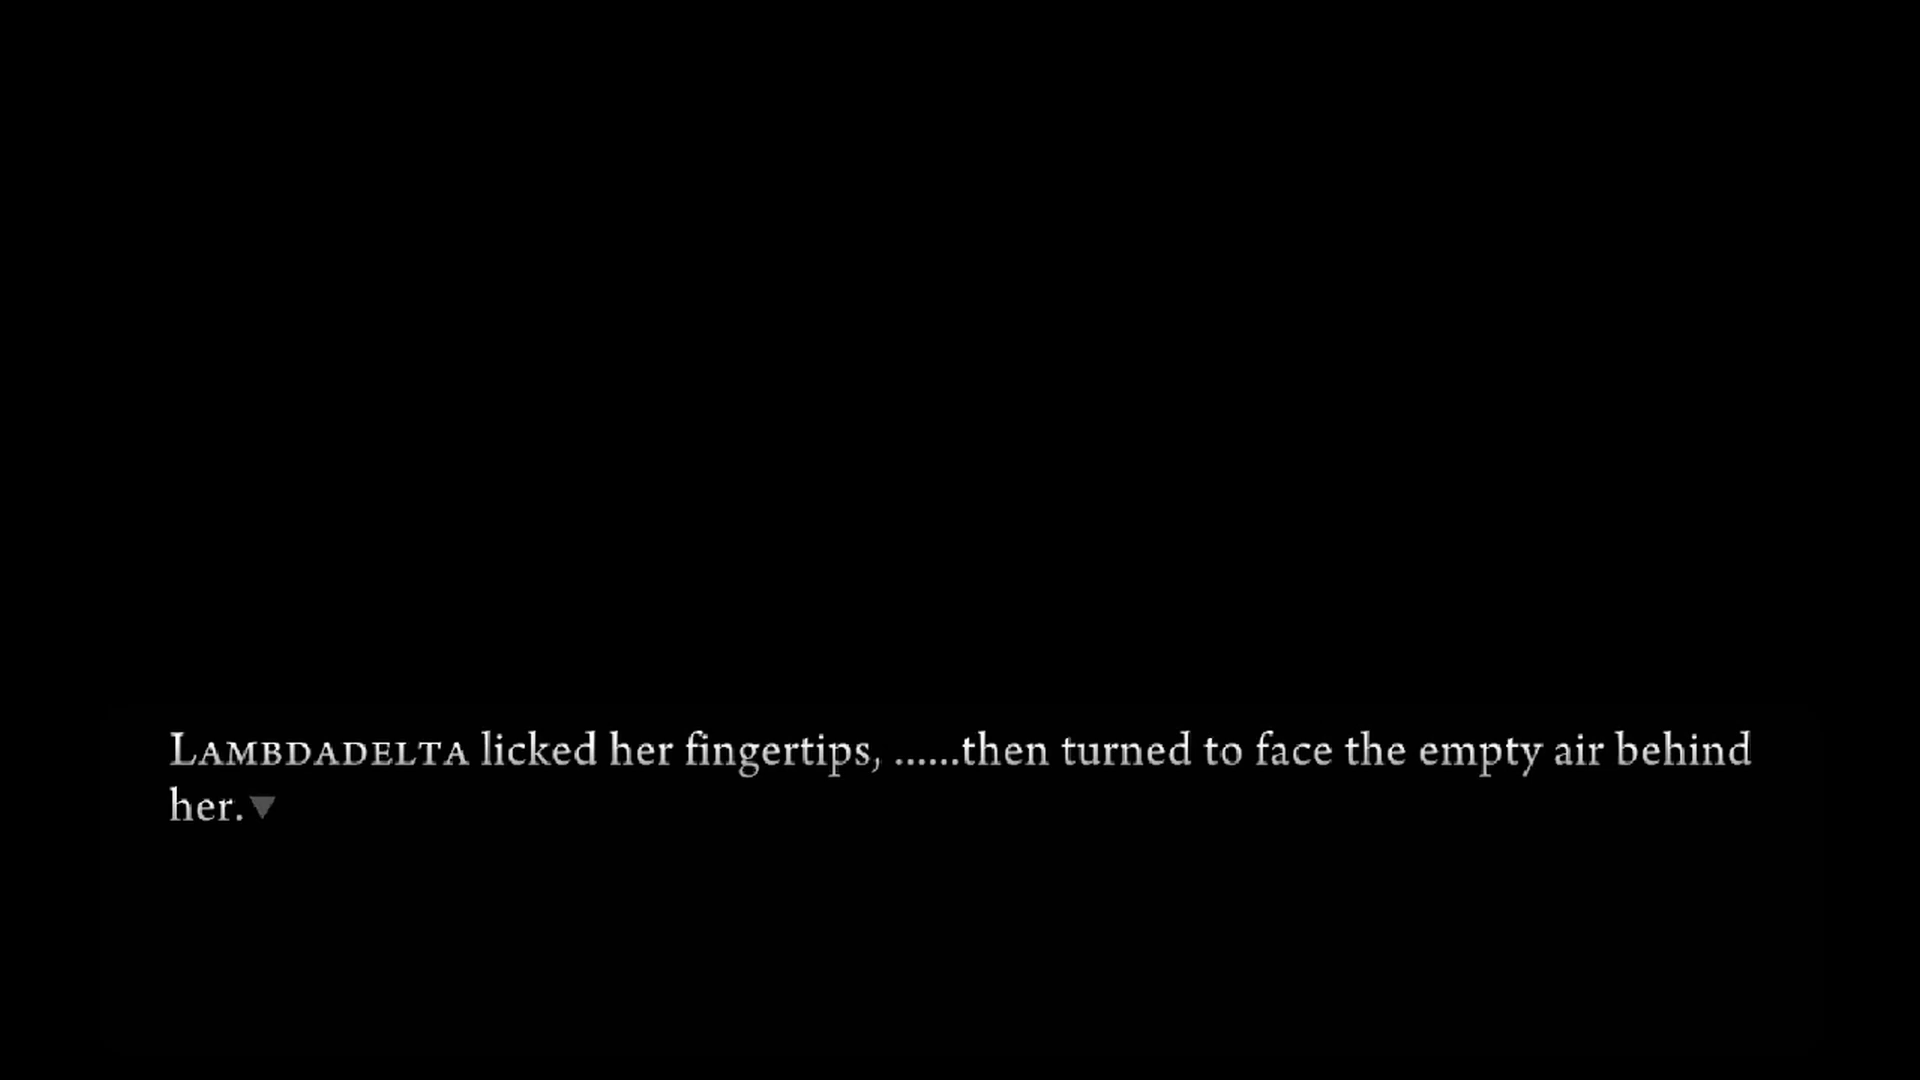 Lambdadelta licked her fingertips, ......then turned to face the empty air behind
her.